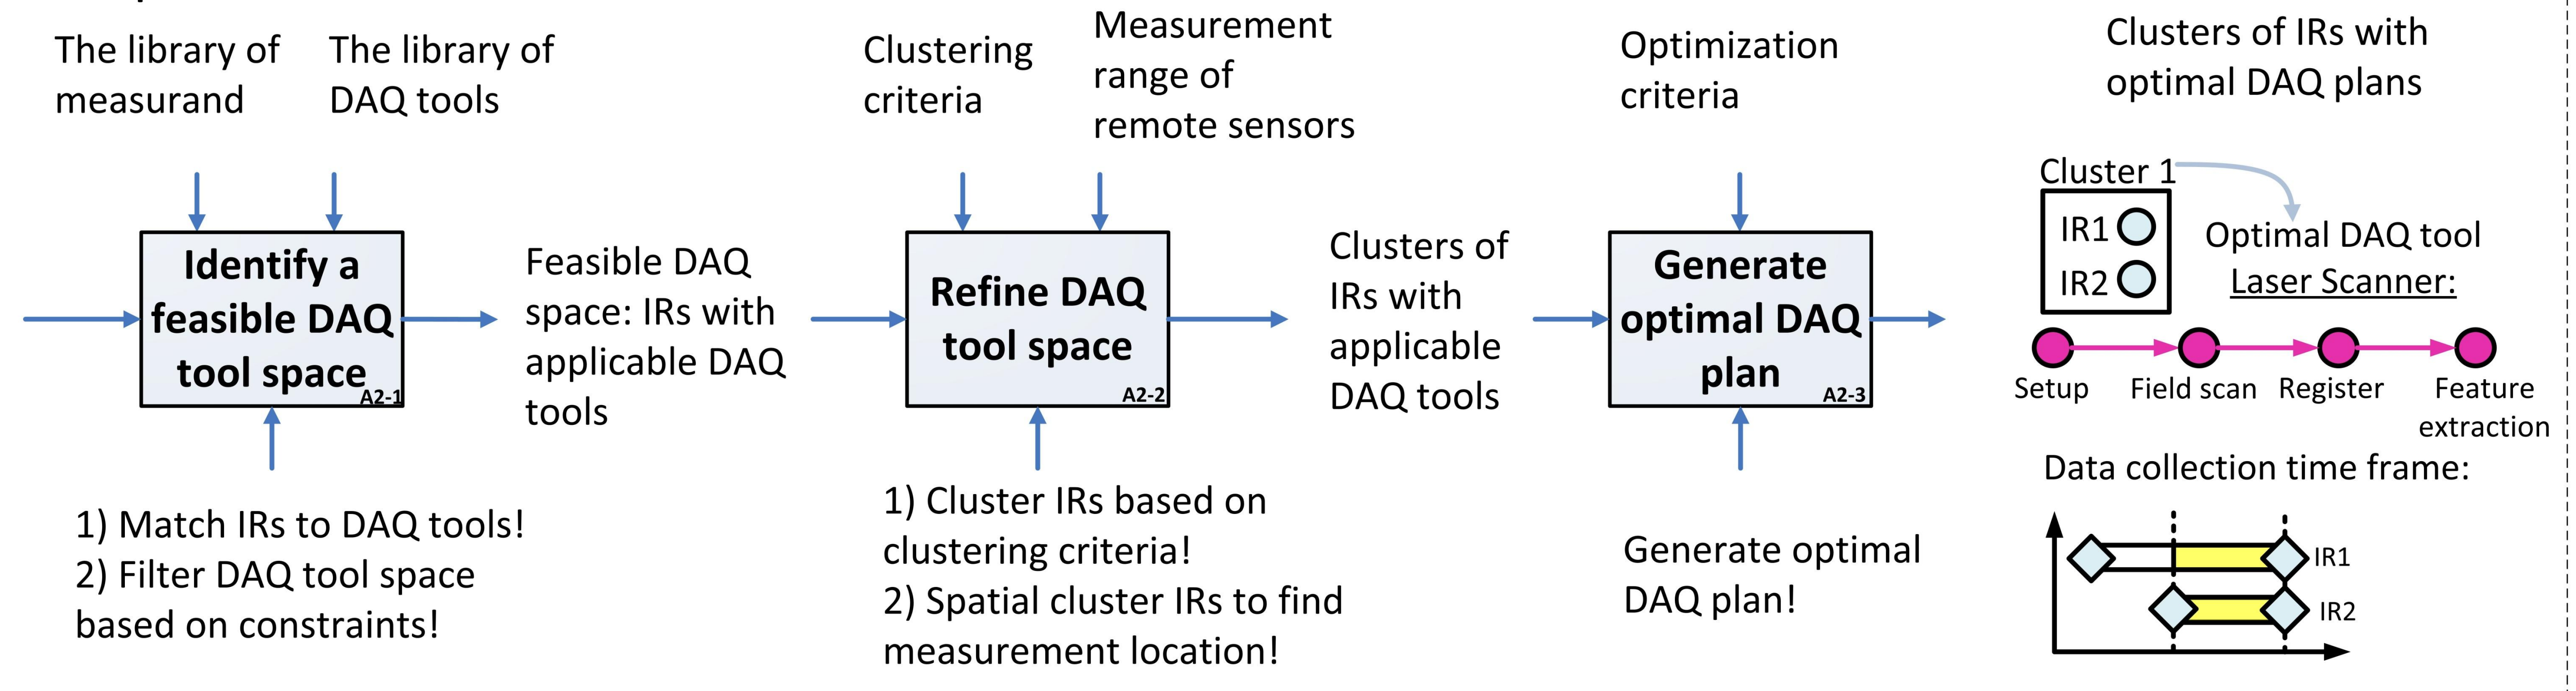 The library of
measurand
The library of
DAQ tools
Identify a
feasible DAQ
tool space
A2-1
1) Match IRs to DAQ tools!
2) Filter DAQ tool space
based on constraints!
Feasible DAQ
space: IRs with
applicable DAQ
tools
Clustering
criteria
Measurement
range of
remote sensors
Refine DAQ
tool space
A2-2
1) Cluster IRs based on
clustering criteria!
2) Spatial cluster IRs to find
measurement location!
Clusters of
IRs with
applicable
DAQ tools
Optimization
criteria
Generate
optimal DAQ
plan
A2-3
Generate optimal
DAQ plan!
Clusters of IRs with
optimal DAQ plans
Cluster 1
IR1
IR2
Optimal DAQ tool
Laser Scanner:
Setup
Field scan
Register
Feature
extraction
Data collection time frame:
IR1
IR2